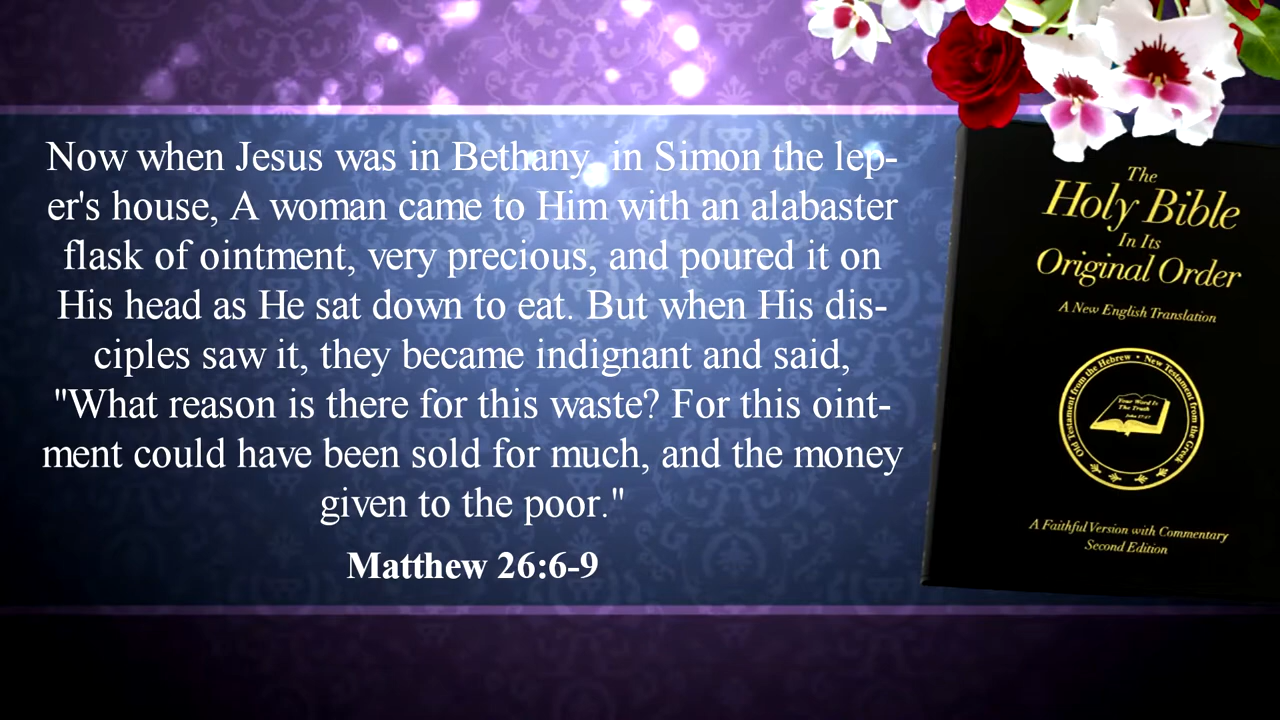 Now when Jesus was in Bethany, in Simon the lep-
er's house, A woman came to Him with an alabaster
flask of ointment, very precious, and poured it on
His head as He sat down to eat. But when His dis-
ciples saw it, they became indignant and said,
"What reason is there for this waste? For this oint-
ment could have been sold for much, and the money
given to the poor."
Matthew 26:6-9
The
Holy Bible
In Its
Original Order
A New English Translation
Old Testament from the Hebrew • New Testament from the Greek
Your Word Is
The Truth
John 17:17
A Faithful Version with Commentary
Second Edition